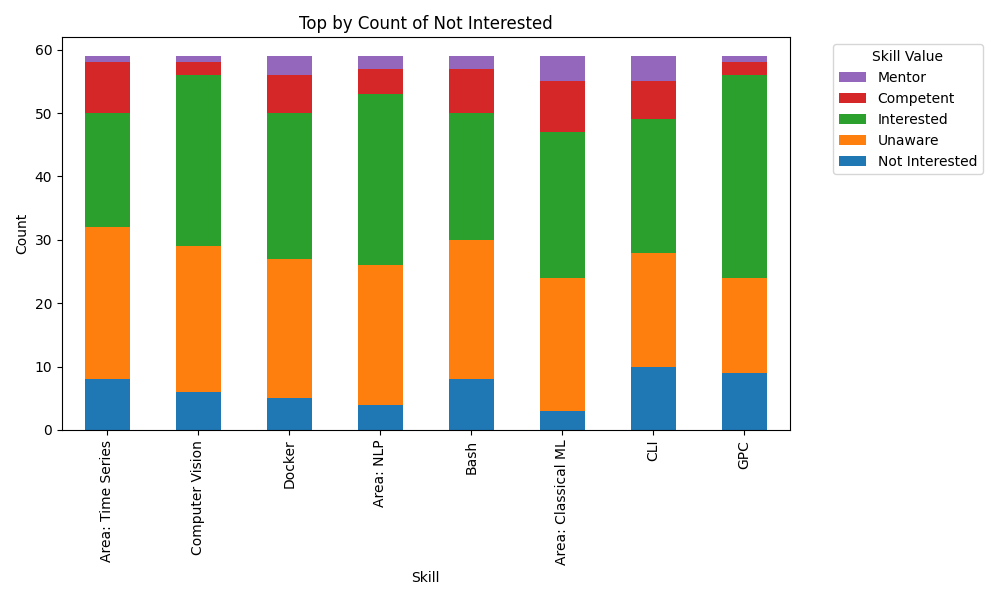 Top by Count of Not Interested
60
50
40
30
20
10
0
Count
Area: Time Series
Computer Vision
Docker
Area: NLP
Bash
Area: Classical ML
CLI
GPC
Skill
Skill Value
Mentor
Competent
Interested
Unaware
Not Interested